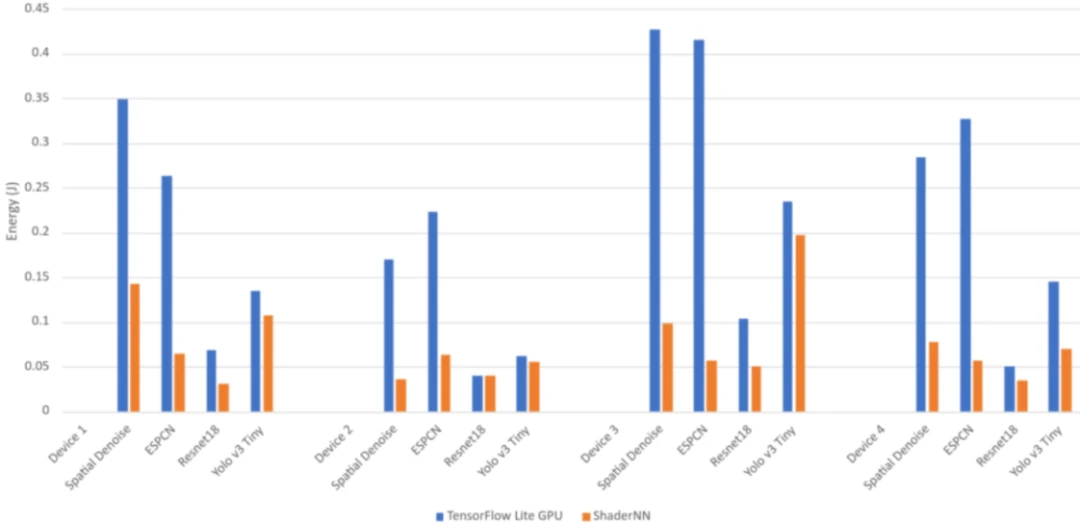 0.45
0.4
0.35
0.3
0.25
0.2
0.15
0.1
0.05
0
Energy (J)
Device 1
Spatial Denoise
ESPCN
Resnet18
Yolo v3 Tiny
Device 2
Spatial Denoise
ESPCN
Resnet18
Yolo v3 Tiny
Device 3
Spatial Denoise
ESPCN
Resnet18
Yolo v3 Tiny
Device 4
Spatial Denoise
ESPCN
Resnet18
Yolo v3 Tiny
TensorFlow Lite GPU
ShaderNN